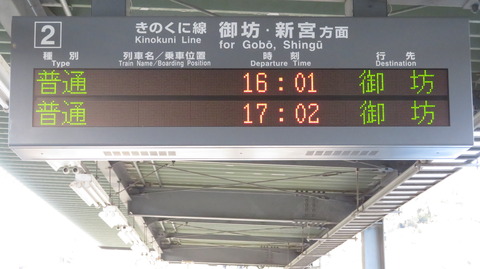 2 きのくに線 御坊・新宮方面
Kinokuni Line for Gobō, Shingū
種別 列車名／乗車位置 時刻 行先
Type Train Name/Boarding Position Departure Time Destination
普通 16:01 御坊
普通 17:02 御坊